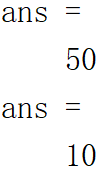 ans =
50
ans =
10